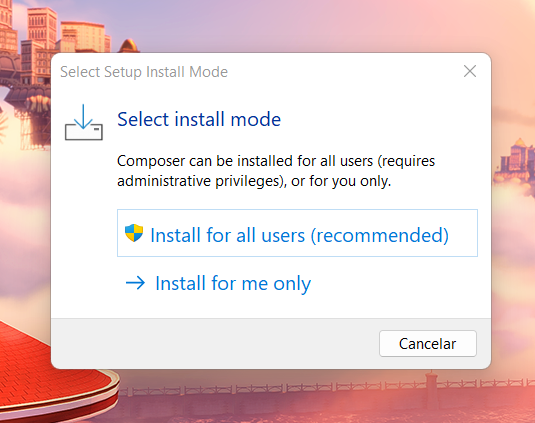 Select Setup Install Mode
Select install mode
Composer can be installed for all users (requires
administrative privileges), or for you only.
Install for all users (recommended)
Install for me only
Cancelar